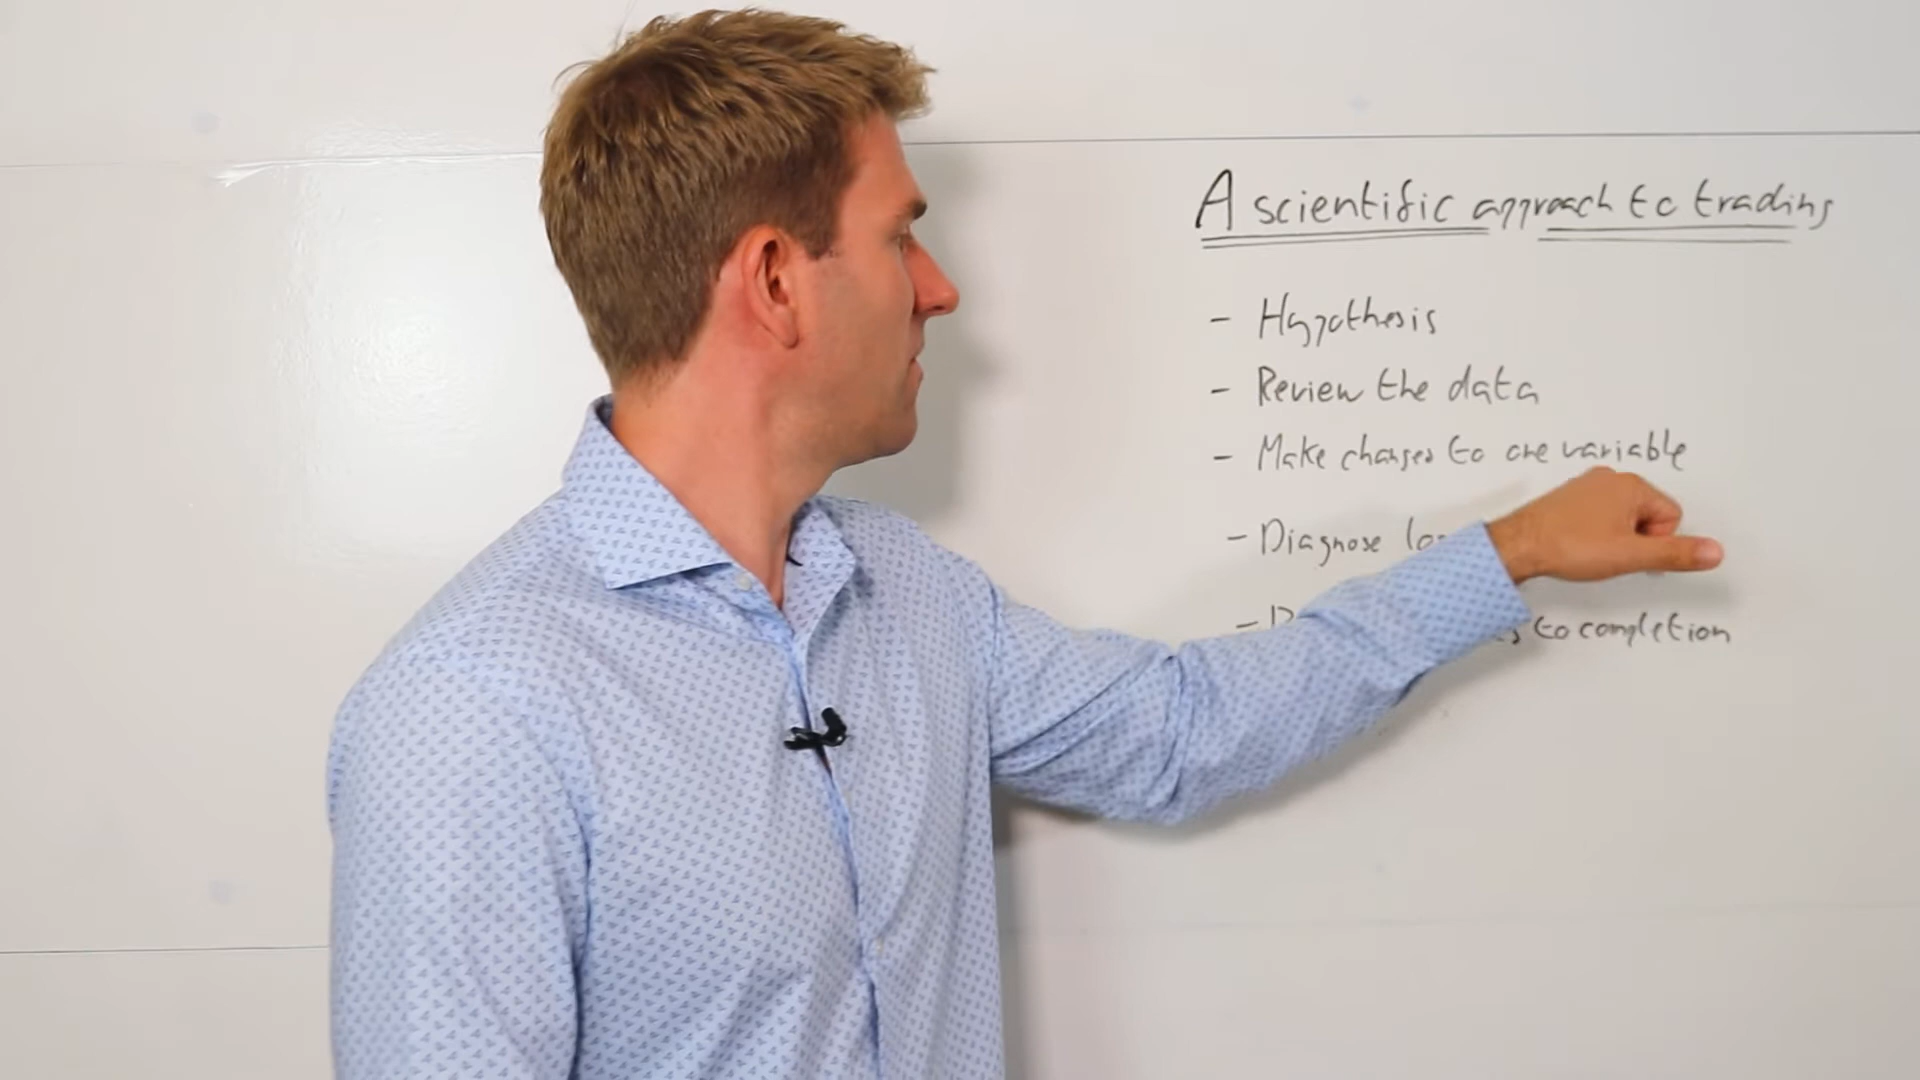 A scientific approach to trading
- Hypothesis
- Review the data
- Make changes to one variable
- Diagnose
- to completion